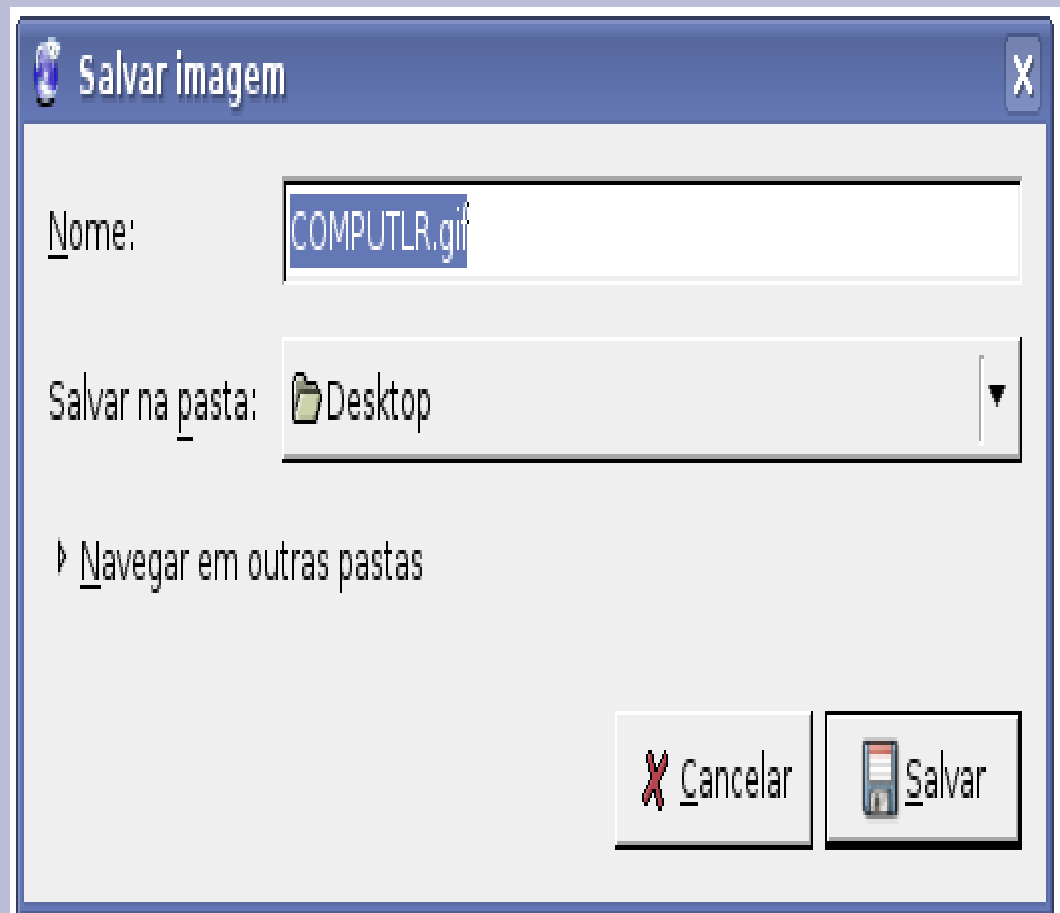 Salvar imagem
Nome: COMPUTLR.gif
Salvar na pasta: Desktop
Navegar em outras pastas
Cancelar Salvar